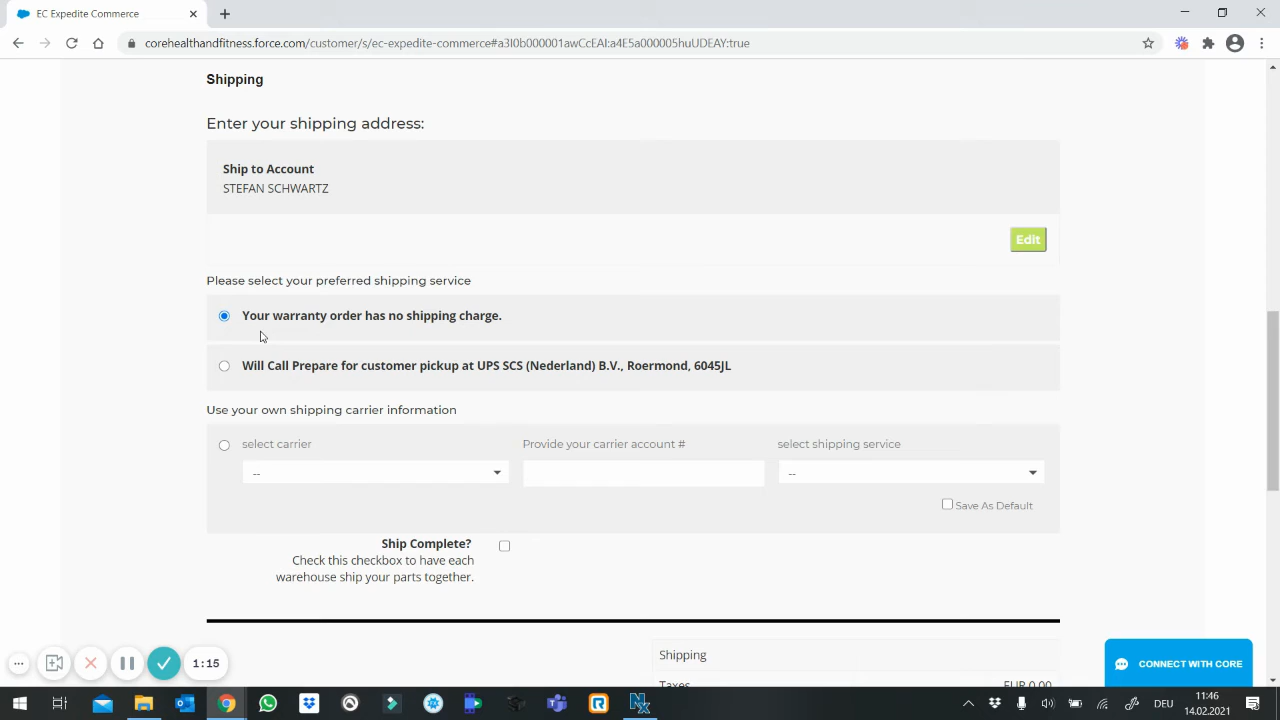 EC Expedite Commerce
corehealthandfitness.force.com/customer/s/ec-expedite-commerce#a3I0b000001awCcEAI:a4E5a000005huUDEAY:true
Shipping
Enter your shipping address:
Ship to Account
STEFAN SCHWARTZ
Edit
Please select your preferred shipping service
Your warranty order has no shipping charge.
Will Call Prepare for customer pickup at UPS SCS (Nederland) B.V., Roermond, 6045JL
Use your own shipping carrier information
select carrier
Provide your carrier account #
select shipping service
--
--
Save As Default
Ship Complete?
Check this checkbox to have each
warehouse ship your parts together.
Shipping
Taxes
EUR 0.00
CONNECT WITH CORE
1:15
DEU
11:46
14.02.2021